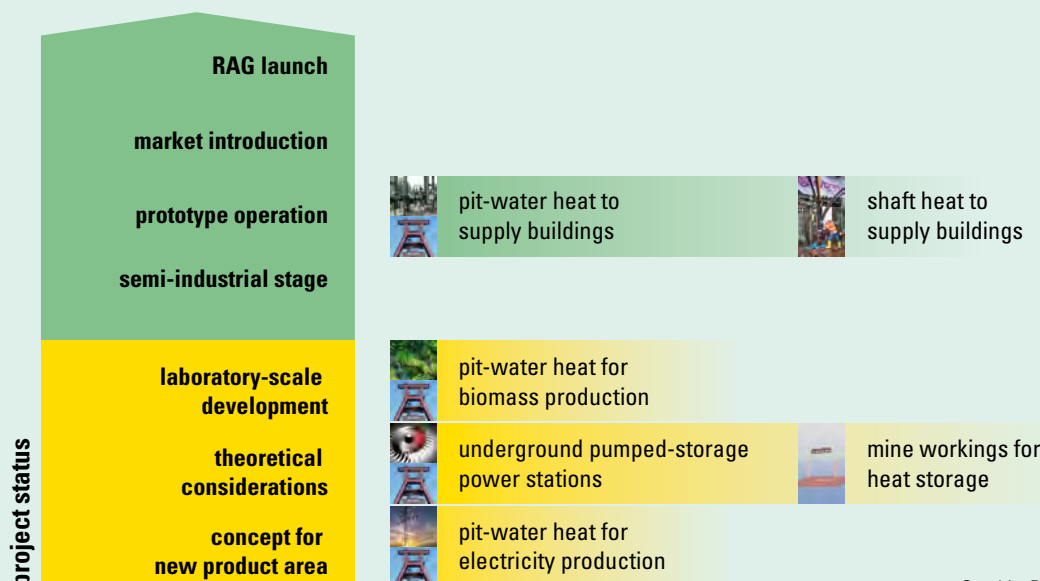 RAG launch
market introduction
prototype operation
pit-water heat to
supply buildings
shaft heat to
supply buildings
semi-industrial stage
laboratory-scale
development
pit-water heat for
biomass production
theoretical
considerations
underground pumped-storage
power stations
mine workings for
heat storage
concept for
new product area
pit-water heat for
electricity production
project status